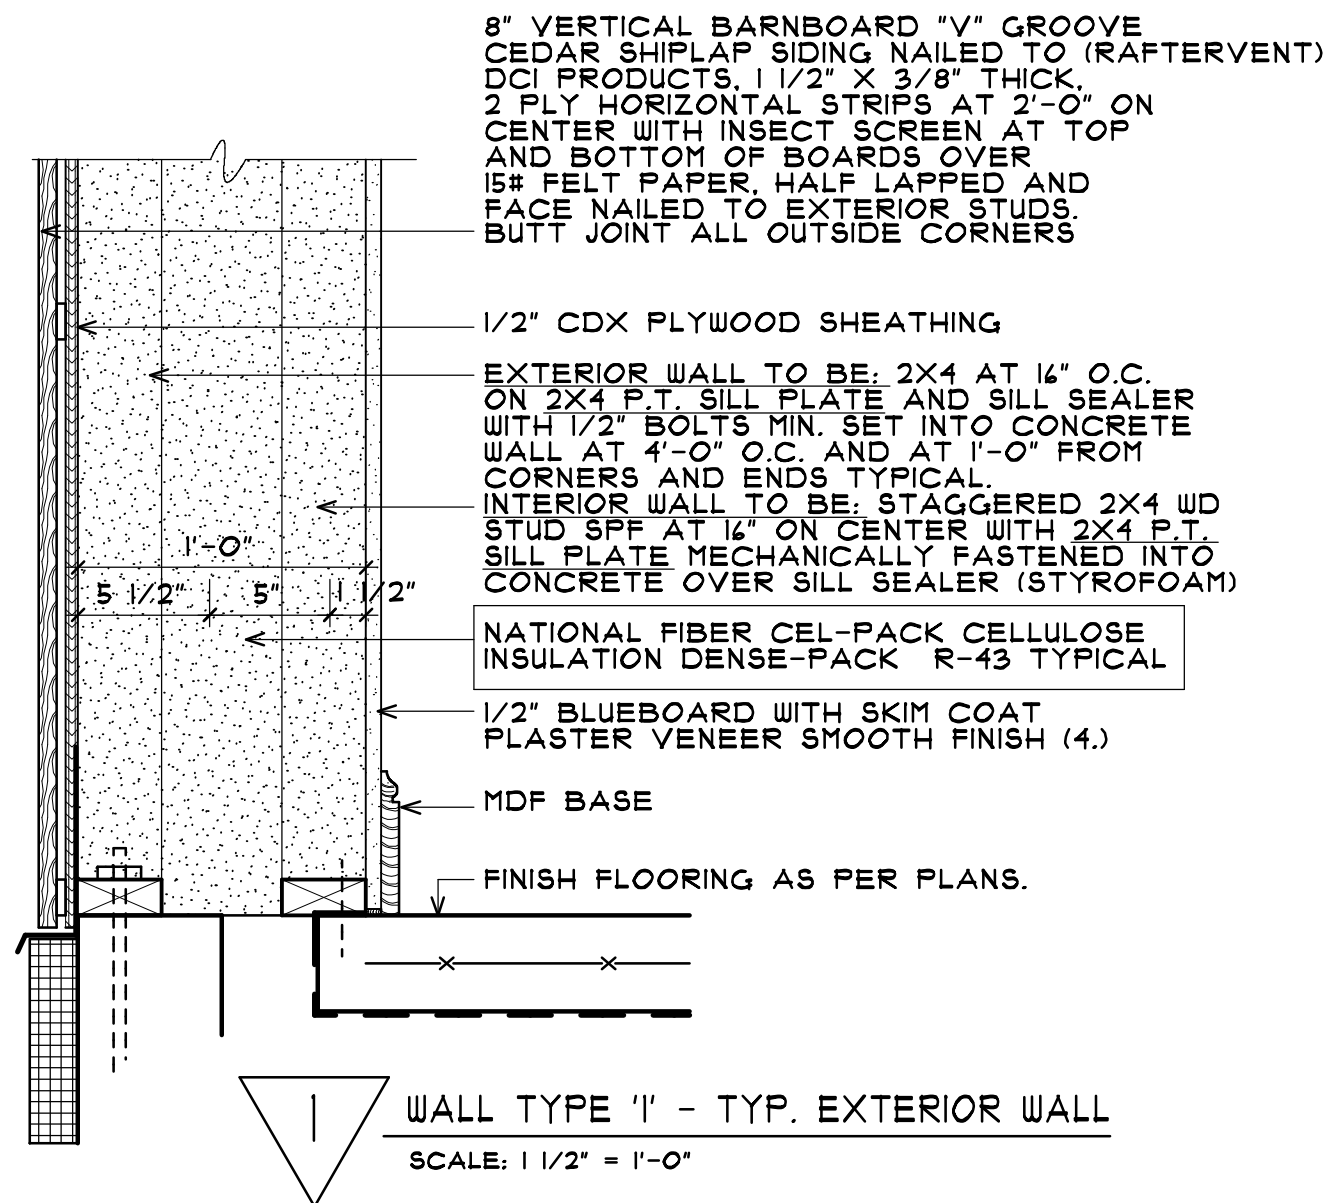 8" VERTICAL BARNBOARD "V" GROOVE
CEDAR SHIPLAP SIDING NAILED TO (RAFTERVENT)
DCI PRODUCTS, 1 1/2" X 3/8" THICK,
2 PLY HORIZONTAL STRIPS AT 2'-0" ON
CENTER WITH INSECT SCREEN AT TOP
AND BOTTOM OF BOARDS OVER
15# FELT PAPER, HALF LAPPED AND
FACE NAILED TO EXTERIOR STUDS.
BUTT JOINT ALL OUTSIDE CORNERS
1/2" CDX PLYWOOD SHEATHING
EXTERIOR WALL TO BE: 2X4 AT 16" O.C.
ON 2X4 P.T. SILL PLATE AND SILL SEALER
WITH 1/2" BOLTS MIN. SET INTO CONCRETE
WALL AT 4'-0" O.C. AND AT 1'-0" FROM
CORNERS AND ENDS TYPICAL.
INTERIOR WALL TO BE: STAGGERED 2X4 WD
STUD SPF AT 16" ON CENTER WITH 2X4 P.T.
SILL PLATE MECHANICALLY FASTENED INTO
CONCRETE OVER SILL SEALER (STYROFOAM)
1'-0"
5 1/2" 5" 1 1/2"
NATIONAL FIBER CEL-PACK CELLULOSE
INSULATION DENSE-PACK R-43 TYPICAL
1/2" BLUEBOARD WITH SKIM COAT
PLASTER VENEER SMOOTH FINISH (4.)
MDF BASE
FINISH FLOORING AS PER PLANS.
1 WALL TYPE '1' - TYP. EXTERIOR WALL
SCALE: 1 1/2" = 1'-0"